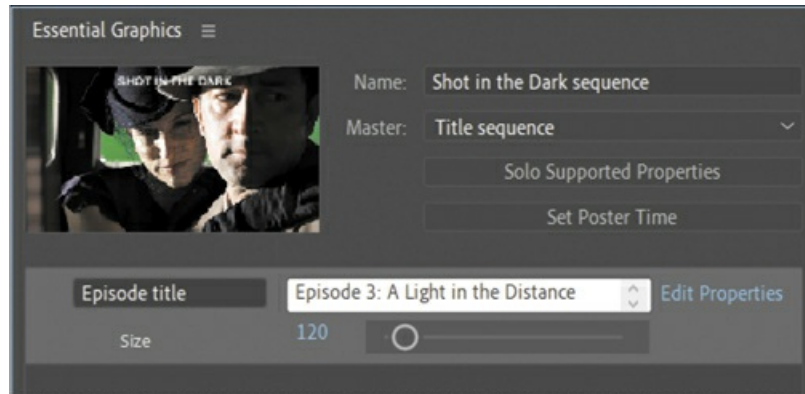 Essential Graphics
SHOT IN THE DARK
Name: Shot in the Dark sequence
Master: Title sequence
Solo Supported Properties
Set Poster Time
Episode title Episode 3: A Light in the Distance Edit Properties
Size 120